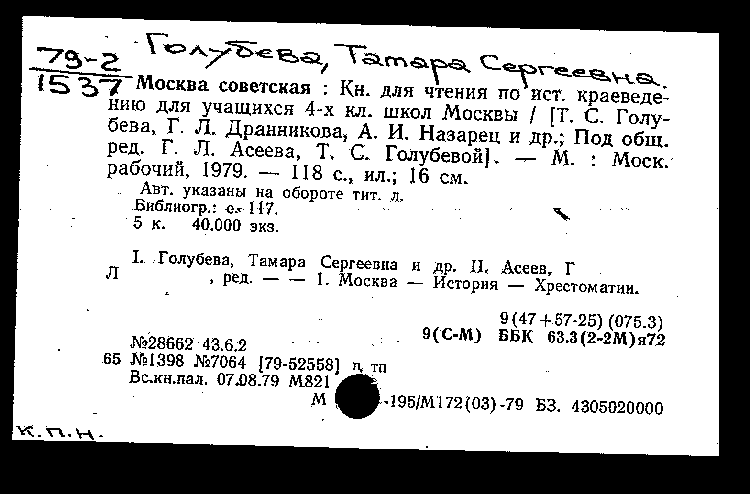 Голубева, Тамара Сергеевна.
79-2
1537
Москва советская : Кн. для чтения по ист. краеведе-
нию для учащихся 4-х кл. школ Москвы / [Т. С. Голу-
бева, Г. Л. Дранникова, А. И. Назарец и др.; Под общ.
ред. Г. Л. Асеева, Т. С. Голубевой]. — М. : Моск.
рабочий, 1979. — 118 с., ил.; 16 см.
Авт. указаны на обороте тит. л.
Библиогр.: с. 117.
5 к. 40.000 экз.
I. Голубева, Тамара Сергеевна и др. II. Асеев, Г
Л , ред. — — 1. Москва — История — Хрестоматии.
9(47+57-25)(075.3)
9(С-М) ББК 63.3(2-2М)я72
№28662 43.6.2
65 №1398 №7064 [79-52558] п, тп
Вс.кн.пал. 07.08.79 М821
М -195/М172(03)-79 БЗ. 4305020000
К.П.Н.